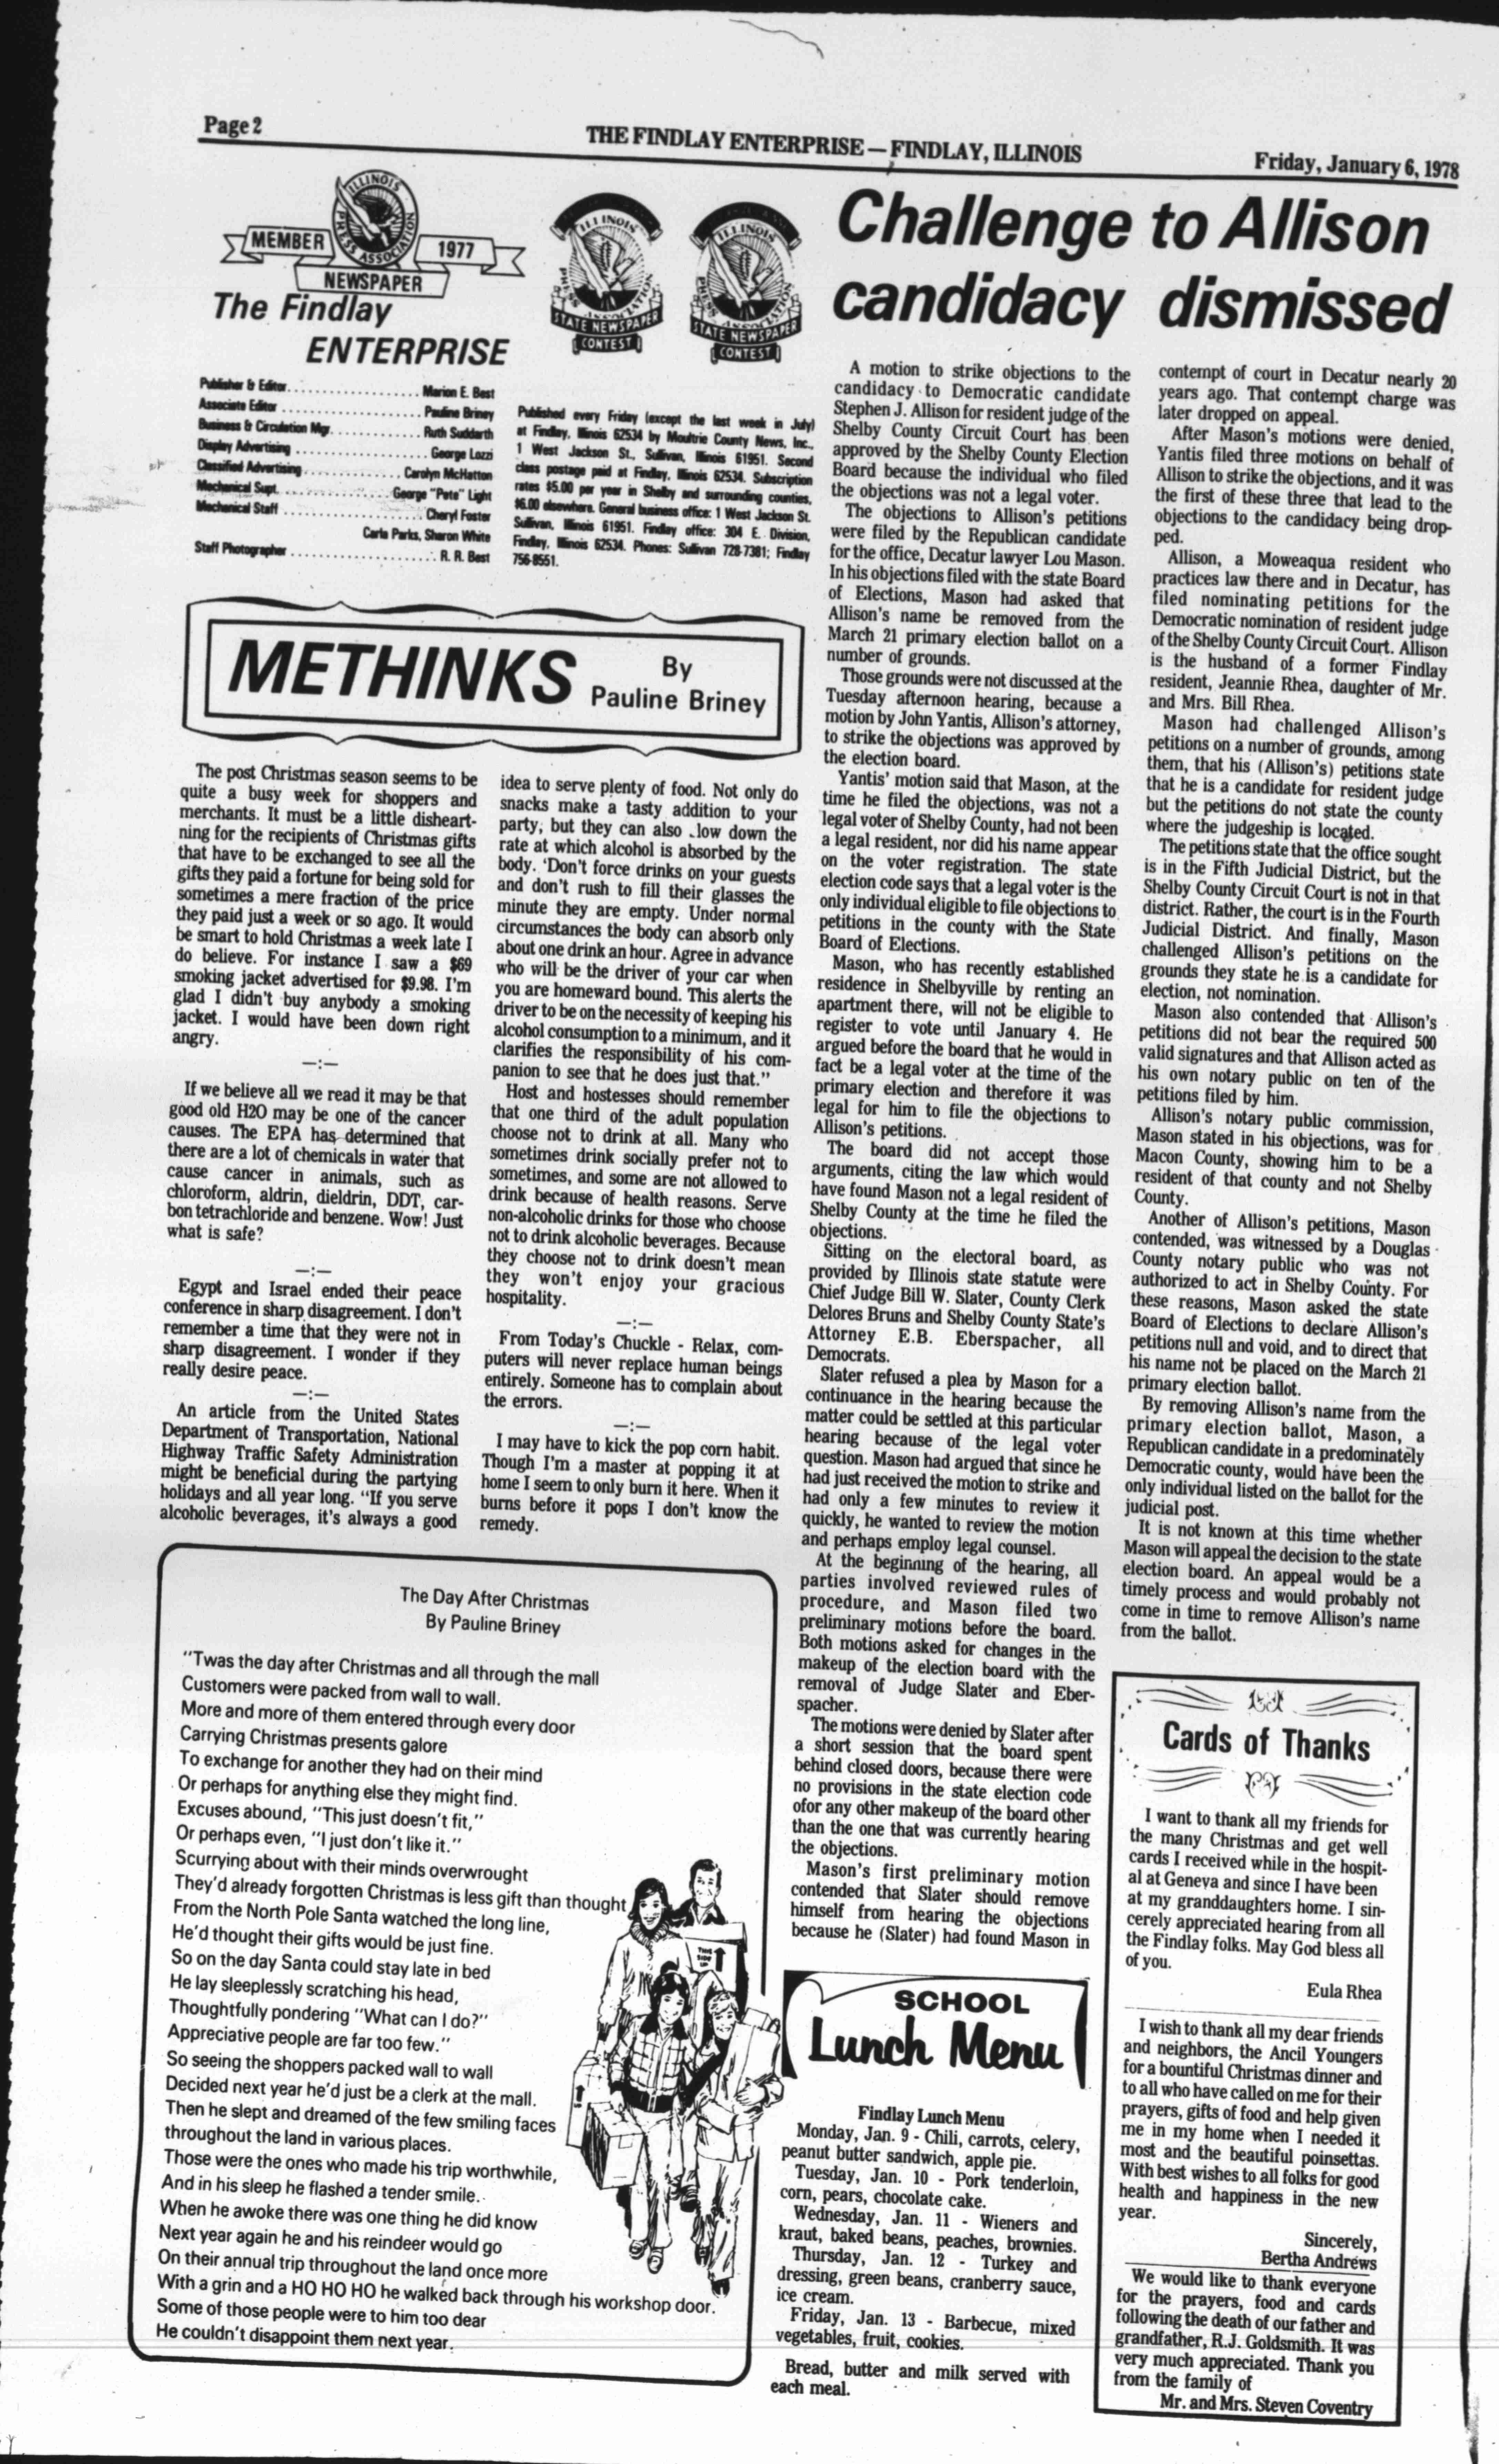 Page 2
THE FINDLAY ENTERPRISE — FINDLAY, ILLINOIS
Friday, January 6, 1978
ILLINOIS
PRESS ASSOCIATION
MEMBER
1977
NEWSPAPER
The Findlay
ENTERPRISE
ILLINOIS
PRESS ASSOCIATION
STATE NEWSPAPER
CONTEST
ILLINOIS
PRESS ASSOCIATION
STATE NEWSPAPER
CONTEST
Publisher & Editor. . . . . . . . . . . . . . . . Marion E. Best
Associate Editor . . . . . . . . . . . . . . . . . Pauline Briney
Business & Circulation Mgr. . . . . . . . . . . . Ruth Suddarth
Display Advertising . . . . . . . . . . . . . . . . George Lozzi
Classified Advertising . . . . . . . . . . . . Carolyn McHatton
Mechanical Supt. . . . . . . . . . . . . . George "Pete" Light
Mechanical Staff . . . . . . . . . . . . . . . . . Cheryl Foster
Carla Parks, Sharon White
Staff Photographer . . . . . . . . . . . . . . . . . . R. R. Best
Published every Friday (except the last week in July)
at Findlay, Illinois 62534 by Moultrie County News, Inc.,
1 West Jackson St., Sullivan, Illinois 61951. Second
class postage paid at Findlay, Illinois 62534. Subscription
rates $5.00 per year in Shelby and surrounding counties,
$6.00 elsewhere. General business office: 1 West Jackson St.
Sullivan, Illinois 61951. Findlay office: 304 E. Division,
Findlay, Illinois 62534. Phones: Sullivan 728-7381; Findlay
756-8551.
METHINKS
By
Pauline Briney
The post Christmas season seems to be
quite a busy week for shoppers and
merchants. It must be a little disheart-
ning for the recipients of Christmas gifts
that have to be exchanged to see all the
gifts they paid a fortune for being sold for
sometimes a mere fraction of the price
they paid just a week or so ago. It would
be smart to hold Christmas a week late I
do believe. For instance I saw a $69
smoking jacket advertised for $9.98. I'm
glad I didn't buy anybody a smoking
jacket. I would have been down right
angry.
—:—
If we believe all we read it may be that
good old H2O may be one of the cancer
causes. The EPA has determined that
there are a lot of chemicals in water that
cause cancer in animals, such as
chloroform, aldrin, dieldrin, DDT, car-
bon tetrachloride and benzene. Wow! Just
what is safe?
—:—
Egypt and Israel ended their peace
conference in sharp disagreement. I don't
remember a time that they were not in
sharp disagreement. I wonder if they
really desire peace.
—:—
An article from the United States
Department of Transportation, National
Highway Traffic Safety Administration
might be beneficial during the partying
holidays and all year long. "If you serve
alcoholic beverages, it's always a good
idea to serve plenty of food. Not only do
snacks make a tasty addition to your
party, but they can also .low down the
rate at which alcohol is absorbed by the
body. 'Don't force drinks on your guests
and don't rush to fill their glasses the
minute they are empty. Under normal
circumstances the body can absorb only
about one drink an hour. Agree in advance
who will be the driver of your car when
you are homeward bound. This alerts the
driver to be on the necessity of keeping his
alcohol consumption to a minimum, and it
clarifies the responsibility of his com-
panion to see that he does just that."
Host and hostesses should remember
that one third of the adult population
choose not to drink at all. Many who
sometimes drink socially prefer not to
sometimes, and some are not allowed to
drink because of health reasons. Serve
non-alcoholic drinks for those who choose
not to drink alcoholic beverages. Because
they choose not to drink doesn't mean
they won't enjoy your gracious
hospitality.
—:—
From Today's Chuckle - Relax, com-
puters will never replace human beings
entirely. Someone has to complain about
the errors.
—:—
I may have to kick the pop corn habit.
Though I'm a master at popping it at
home I seem to only burn it here. When it
burns before it pops I don't know the
remedy.
The Day After Christmas
By Pauline Briney
"Twas the day after Christmas and all through the mall
Customers were packed from wall to wall.
More and more of them entered through every door
Carrying Christmas presents galore
To exchange for another they had on their mind
Or perhaps for anything else they might find.
Excuses abound, "This just doesn't fit,"
Or perhaps even, "I just don't like it."
Scurrying about with their minds overwrought
They'd already forgotten Christmas is less gift than thought
From the North Pole Santa watched the long line,
He'd thought their gifts would be just fine.
So on the day Santa could stay late in bed
He lay sleeplessly scratching his head,
Thoughtfully pondering "What can I do?"
Appreciative people are far too few."
So seeing the shoppers packed wall to wall
Decided next year he'd just be a clerk at the mall.
Then he slept and dreamed of the few smiling faces
throughout the land in various places.
Those were the ones who made his trip worthwhile,
And in his sleep he flashed a tender smile.
When he awoke there was one thing he did know
Next year again he and his reindeer would go
On their annual trip throughout the land once more
With a grin and a HO HO HO he walked back through his workshop door.
Some of those people were to him too dear
He couldn't disappoint them next year.
THIS
SIDE
UP
Challenge to Allison
candidacy dismissed
A motion to strike objections to the
candidacy to Democratic candidate
Stephen J. Allison for resident judge of the
Shelby County Circuit Court has been
approved by the Shelby County Election
Board because the individual who filed
the objections was not a legal voter.
The objections to Allison's petitions
were filed by the Republican candidate
for the office, Decatur lawyer Lou Mason.
In his objections filed with the state Board
of Elections, Mason had asked that
Allison's name be removed from the
March 21 primary election ballot on a
number of grounds.
Those grounds were not discussed at the
Tuesday afternoon hearing, because a
motion by John Yantis, Allison's attorney,
to strike the objections was approved by
the election board.
Yantis' motion said that Mason, at the
time he filed the objections, was not a
legal voter of Shelby County, had not been
a legal resident, nor did his name appear
on the voter registration. The state
election code says that a legal voter is the
only individual eligible to file objections to
petitions in the county with the State
Board of Elections.
Mason, who has recently established
residence in Shelbyville by renting an
apartment there, will not be eligible to
register to vote until January 4. He
argued before the board that he would in
fact be a legal voter at the time of the
primary election and therefore it was
legal for him to file the objections to
Allison's petitions.
The board did not accept those
arguments, citing the law which would
have found Mason not a legal resident of
Shelby County at the time he filed the
objections.
Sitting on the electoral board, as
provided by Illinois state statute were
Chief Judge Bill W. Slater, County Clerk
Delores Bruns and Shelby County State's
Attorney E.B. Eberspacher, all
Democrats.
Slater refused a plea by Mason for a
continuance in the hearing because the
matter could be settled at this particular
hearing because of the legal voter
question. Mason had argued that since he
had just received the motion to strike and
had only a few minutes to review it
quickly, he wanted to review the motion
and perhaps employ legal counsel.
At the beginning of the hearing, all
parties involved reviewed rules of
procedure, and Mason filed two
preliminary motions before the board.
Both motions asked for changes in the
makeup of the election board with the
removal of Judge Slater and Eber-
spacher.
The motions were denied by Slater after
a short session that the board spent
behind closed doors, because there were
no provisions in the state election code
ofor any other makeup of the board other
than the one that was currently hearing
the objections.
Mason's first preliminary motion
contended that Slater should remove
himself from hearing the objections
because he (Slater) had found Mason in
contempt of court in Decatur nearly 20
years ago. That contempt charge was
later dropped on appeal.
After Mason's motions were denied,
Yantis filed three motions on behalf of
Allison to strike the objections, and it was
the first of these three that lead to the
objections to the candidacy being drop-
ped.
Allison, a Moweaqua resident who
practices law there and in Decatur, has
filed nominating petitions for the
Democratic nomination of resident judge
of the Shelby County Circuit Court. Allison
is the husband of a former Findlay
resident, Jeannie Rhea, daughter of Mr.
and Mrs. Bill Rhea.
Mason had challenged Allison's
petitions on a number of grounds, among
them, that his (Allison's) petitions state
that he is a candidate for resident judge
but the petitions do not state the county
where the judgeship is located.
The petitions state that the office sought
is in the Fifth Judicial District, but the
Shelby County Circuit Court is not in that
district. Rather, the court is in the Fourth
Judicial District. And finally, Mason
challenged Allison's petitions on the
grounds they state he is a candidate for
election, not nomination.
Mason also contended that Allison's
petitions did not bear the required 500
valid signatures and that Allison acted as
his own notary public on ten of the
petitions filed by him.
Allison's notary public commission,
Mason stated in his objections, was for
Macon County, showing him to be a
resident of that county and not Shelby
County.
Another of Allison's petitions, Mason
contended, was witnessed by a Douglas
County notary public who was not
authorized to act in Shelby County. For
these reasons, Mason asked the state
Board of Elections to declare Allison's
petitions null and void, and to direct that
his name not be placed on the March 21
primary election ballot.
By removing Allison's name from the
primary election ballot, Mason, a
Republican candidate in a predominately
Democratic county, would have been the
only individual listed on the ballot for the
judicial post.
It is not known at this time whether
Mason will appeal the decision to the state
election board. An appeal would be a
timely process and would probably not
come in time to remove Allison's name
from the ballot.
SCHOOL
Lunch Menu
Findlay Lunch Menu
Monday, Jan. 9 - Chili, carrots, celery,
peanut butter sandwich, apple pie.
Tuesday, Jan. 10 - Pork tenderloin,
corn, pears, chocolate cake.
Wednesday, Jan. 11 - Wieners and
kraut, baked beans, peaches, brownies.
Thursday, Jan. 12 - Turkey and
dressing, green beans, cranberry sauce,
ice cream.
Friday, Jan. 13 - Barbecue, mixed
vegetables, fruit, cookies.
Bread, butter and milk served with
each meal.
Cards of Thanks
I want to thank all my friends for
the many Christmas and get well
cards I received while in the hospit-
al at Geneva and since I have been
at my granddaughters home. I sin-
cerely appreciated hearing from all
the Findlay folks. May God bless all
of you.
Eula Rhea
I wish to thank all my dear friends
and neighbors, the Ancil Youngers
for a bountiful Christmas dinner and
to all who have called on me for their
prayers, gifts of food and help given
me in my home when I needed it
most and the beautiful poinsettas.
With best wishes to all folks for good
health and happiness in the new
year.
Sincerely,
Bertha Andrews
We would like to thank everyone
for the prayers, food and cards
following the death of our father and
grandfather, R.J. Goldsmith. It was
very much appreciated. Thank you
from the family of
Mr. and Mrs. Steven Coventry